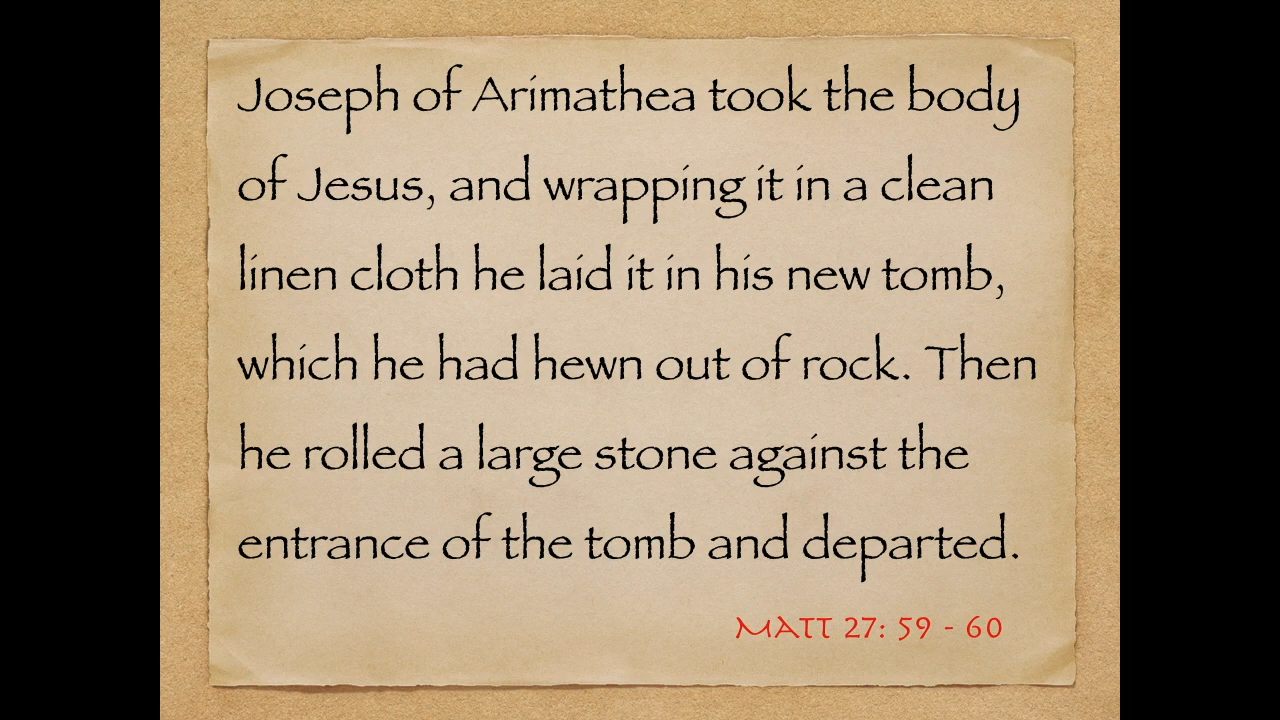 Joseph of Arimathea took the body
of Jesus, and wrapping it in a clean
linen cloth he laid it in his new tomb,
which he had hewn out of rock. Then
he rolled a large stone against the
entrance of the tomb and departed.
Matt 27: 59 - 60